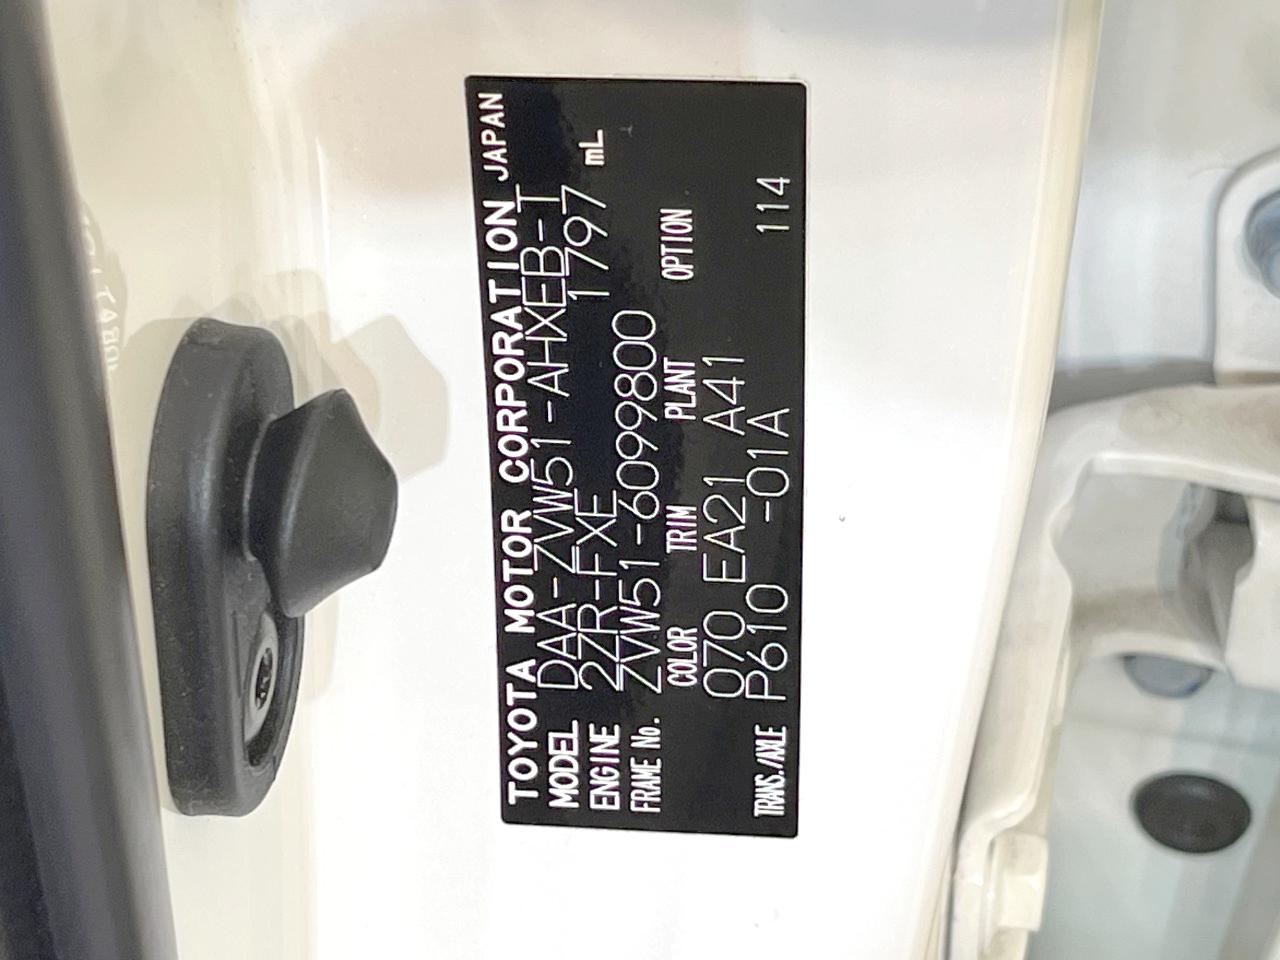 TOYOTA MOTOR CORPORATION JAPAN
MODEL DAA-ZVW51-AHXEB-T
ENGINE 2ZR-FXE 1797 mL
FRAME No. ZVW51-6099800
COLOR TRIM PLANT OPTION
070 EA21 A41
TRANS./AXLE P610 -01A 114